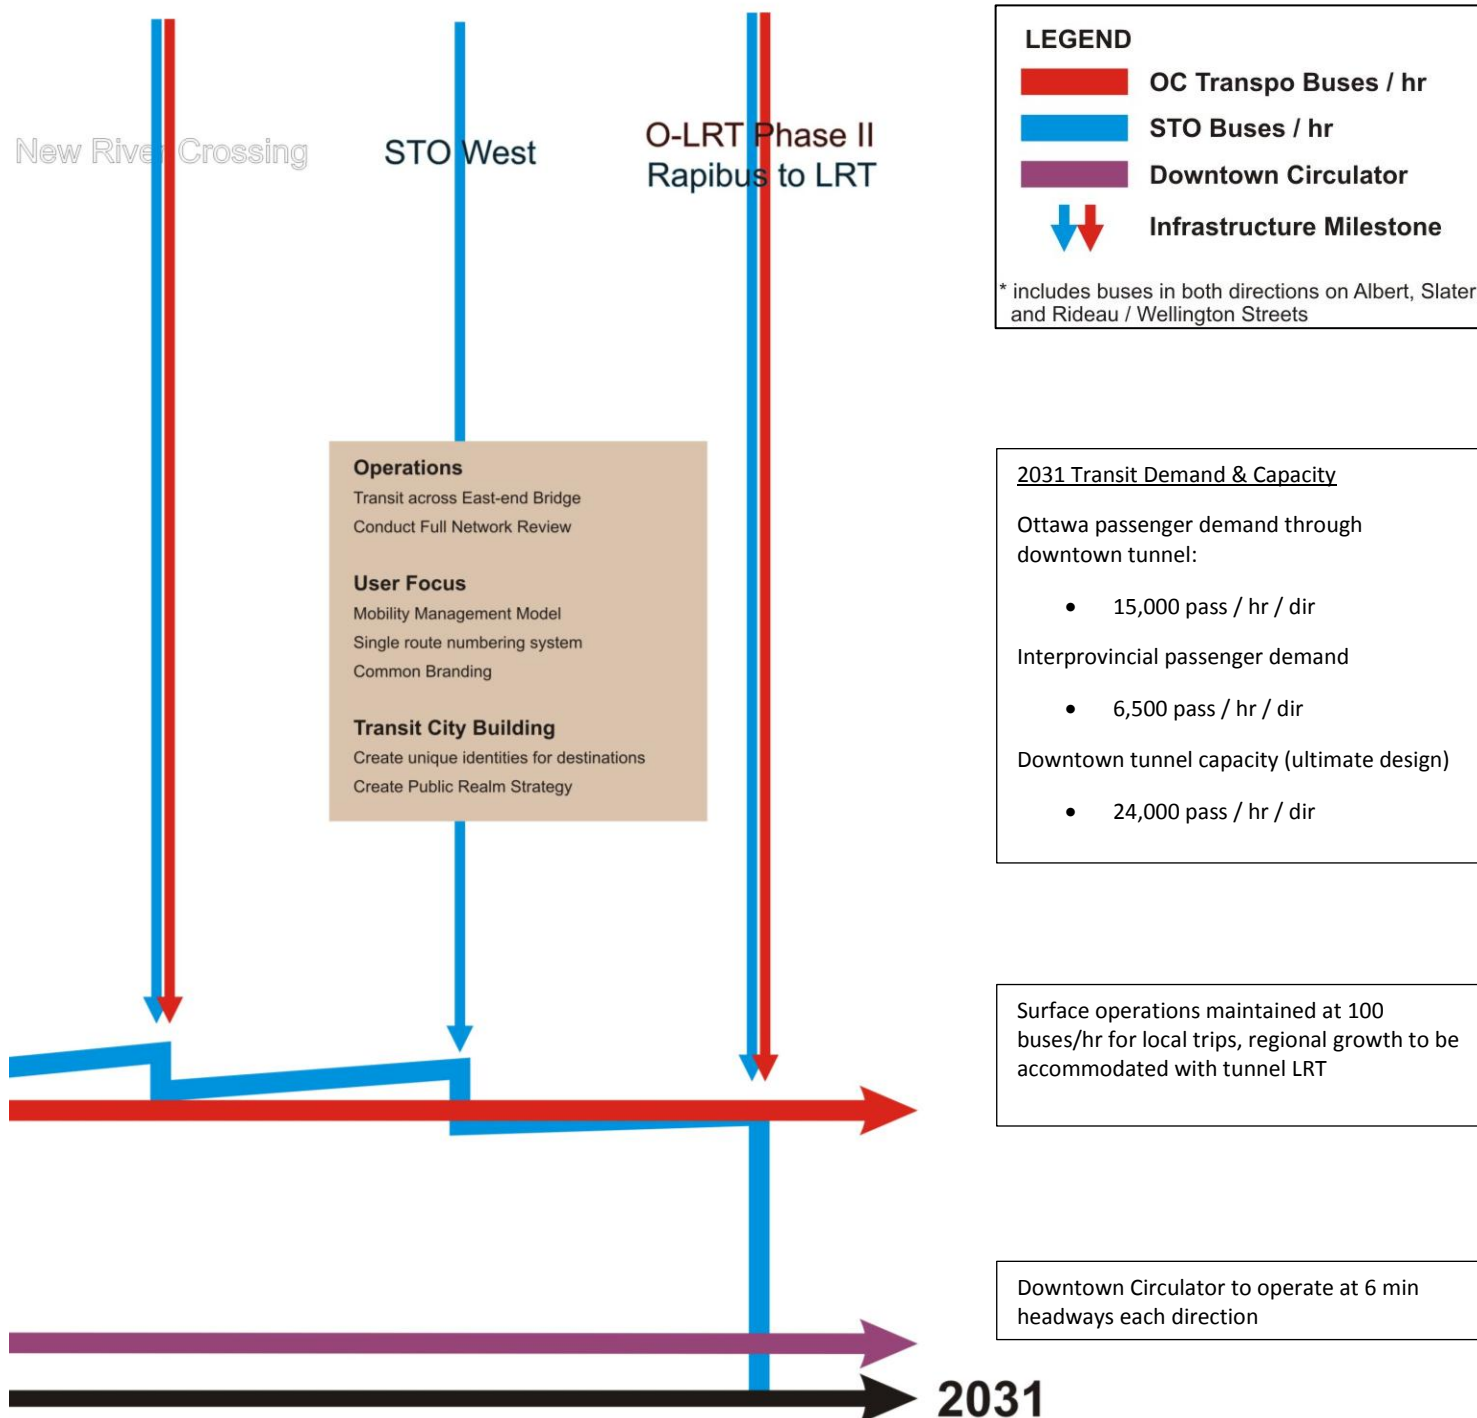 New River Crossing
STO West
O-LRT Phase II
Rapibus to LRT
LEGEND
OC Transpo Buses / hr
STO Buses / hr
Downtown Circulator
Infrastructure Milestone
* includes buses in both directions on Albert, Slater
and Rideau / Wellington Streets
Operations
Transit across East-end Bridge
Conduct Full Network Review
User Focus
Mobility Management Model
Single route numbering system
Common Branding
Transit City Building
Create unique identities for destinations
Create Public Realm Strategy
2031 Transit Demand & Capacity
Ottawa passenger demand through
downtown tunnel:
• 15,000 pass / hr / dir
Interprovincial passenger demand
• 6,500 pass / hr / dir
Downtown tunnel capacity (ultimate design)
• 24,000 pass / hr / dir
Surface operations maintained at 100
buses/hr for local trips, regional growth to be
accommodated with tunnel LRT
Downtown Circulator to operate at 6 min
headways each direction
2031